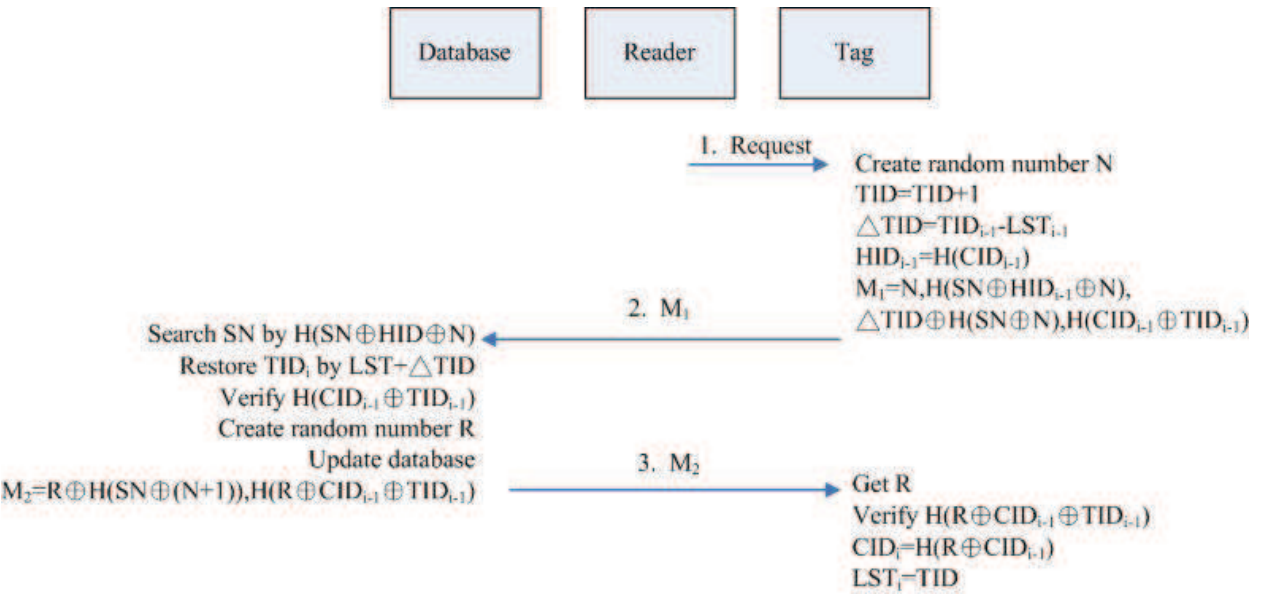 Database Reader Tag
1. Request
Create random number N
TID=TID+1
△TID=TIDᵢ₋₁-LSTᵢ₋₁
HIDᵢ₋₁=H(CIDᵢ₋₁)
M₁=N,H(SN⊕HIDᵢ₋₁⊕N),
△TID⊕H(SN⊕N),H(CIDᵢ₋₁⊕TIDᵢ₋₁)
2. M₁
Search SN by H(SN⊕HID⊕N)
Restore TIDᵢ by LST+△TID
Verify H(CIDᵢ₋₁⊕TIDᵢ₋₁)
Create random number R
Update database
M₂=R⊕H(SN⊕(N+1)),H(R⊕CIDᵢ₋₁⊕TIDᵢ₋₁)
3. M₂
Get R
Verify H(R⊕CIDᵢ₋₁⊕TIDᵢ₋₁)
CIDᵢ=H(R⊕CIDᵢ₋₁)
LSTᵢ=TID